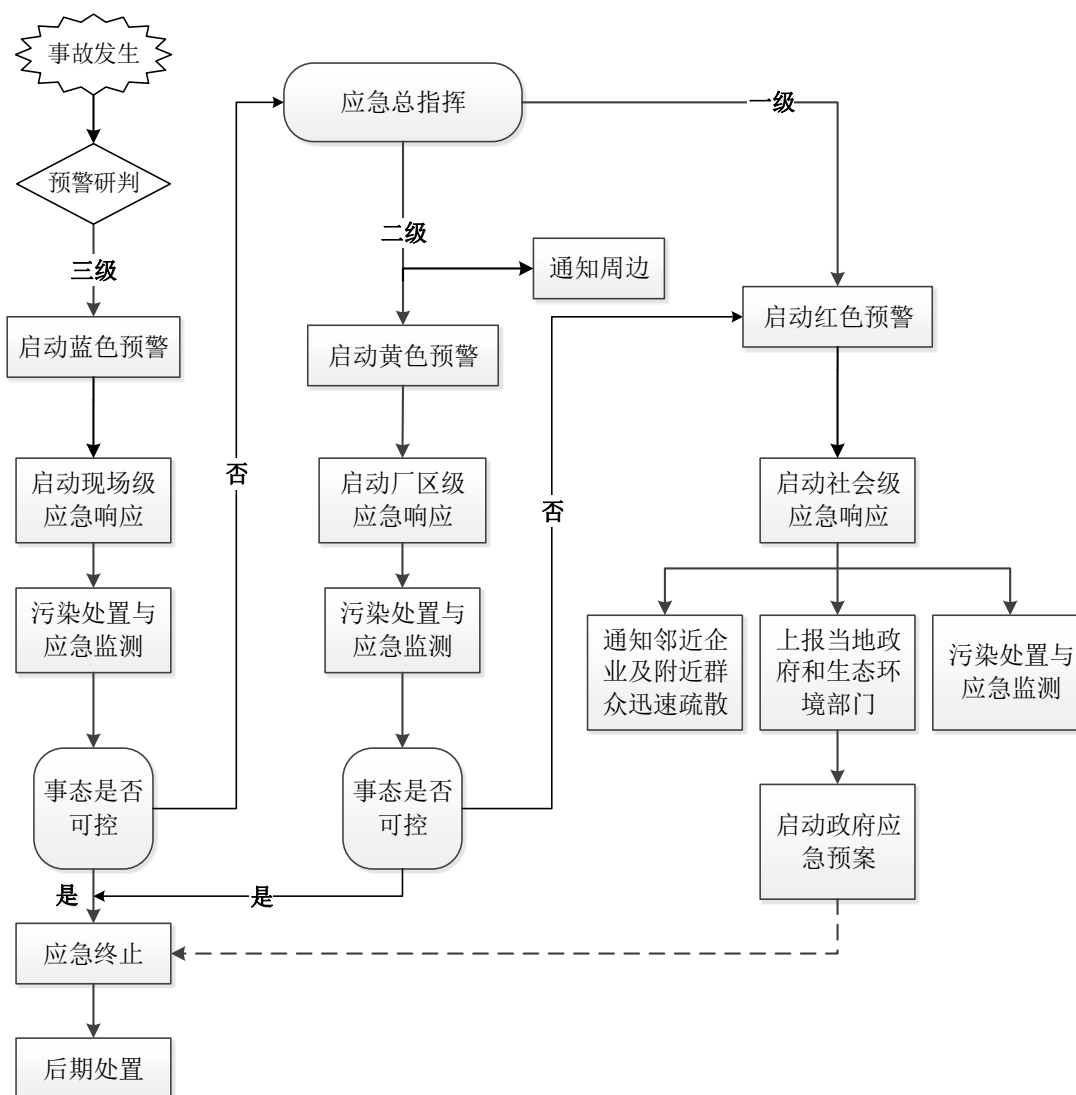 事故发生
预警研判
三级
启动蓝色预警
启动现场级
应急响应
污染处置与
应急监测
事态是否
可控
是
应急终止
后期处置
否
应急总指挥
二级
通知周边
启动黄色预警
启动厂区级
应急响应
污染处置与
应急监测
事态是否
可控
是
否
一级
启动红色预警
启动社会级
应急响应
通知邻近企
业及附近群
众迅速疏散
上报当地政
府和生态环
境部门
污染处置与
应急监测
启动政府应
急预案